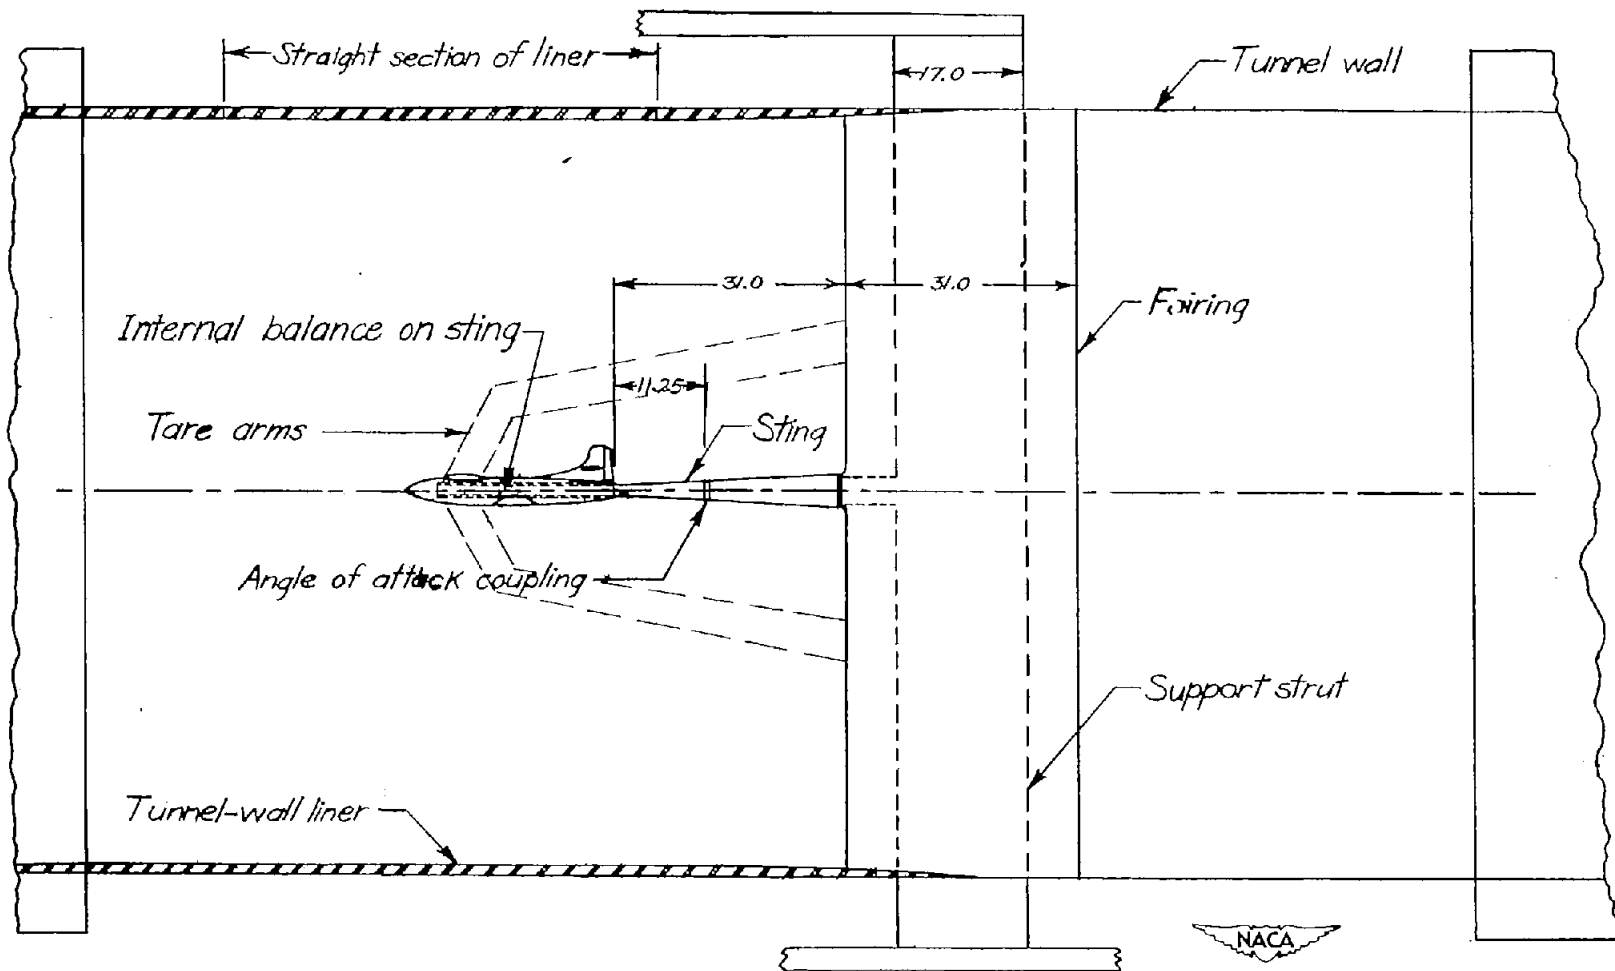 Straight section of liner
17.0
Tunnel wall
31.0
31.0
Fairing
Internal balance on sting
11.25
Tare arms
Sting
Angle of attack coupling
Support strut
Tunnel-wall liner
NACA